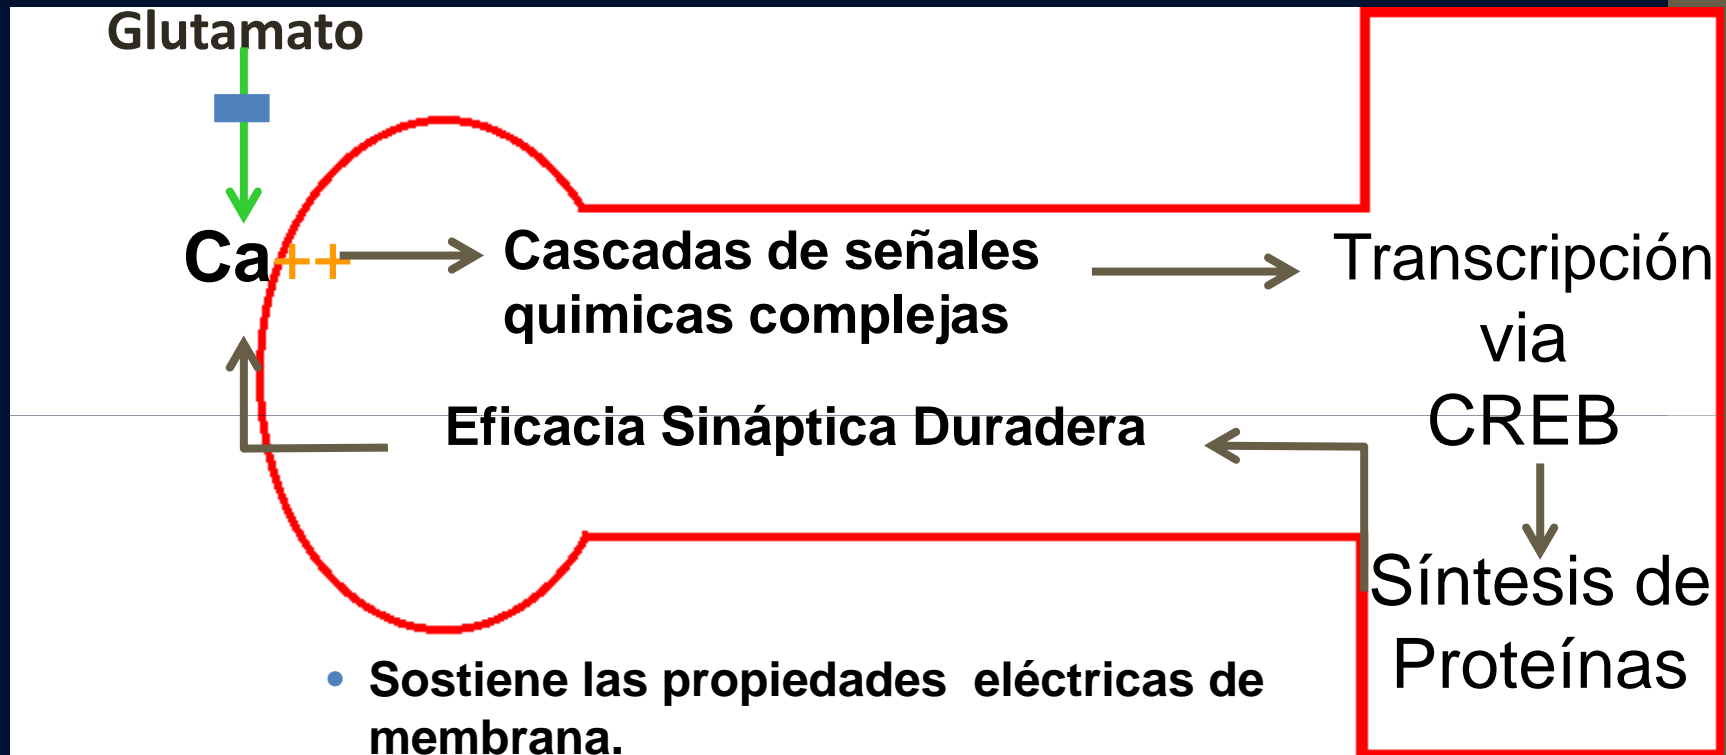 Glutamato
Ca++
Cascadas de señales
quimicas complejas
Transcripción
via
CREB
Eficacia Sináptica Duradera
Síntesis de
Proteínas
• Sostiene las propiedades eléctricas de
membrana.